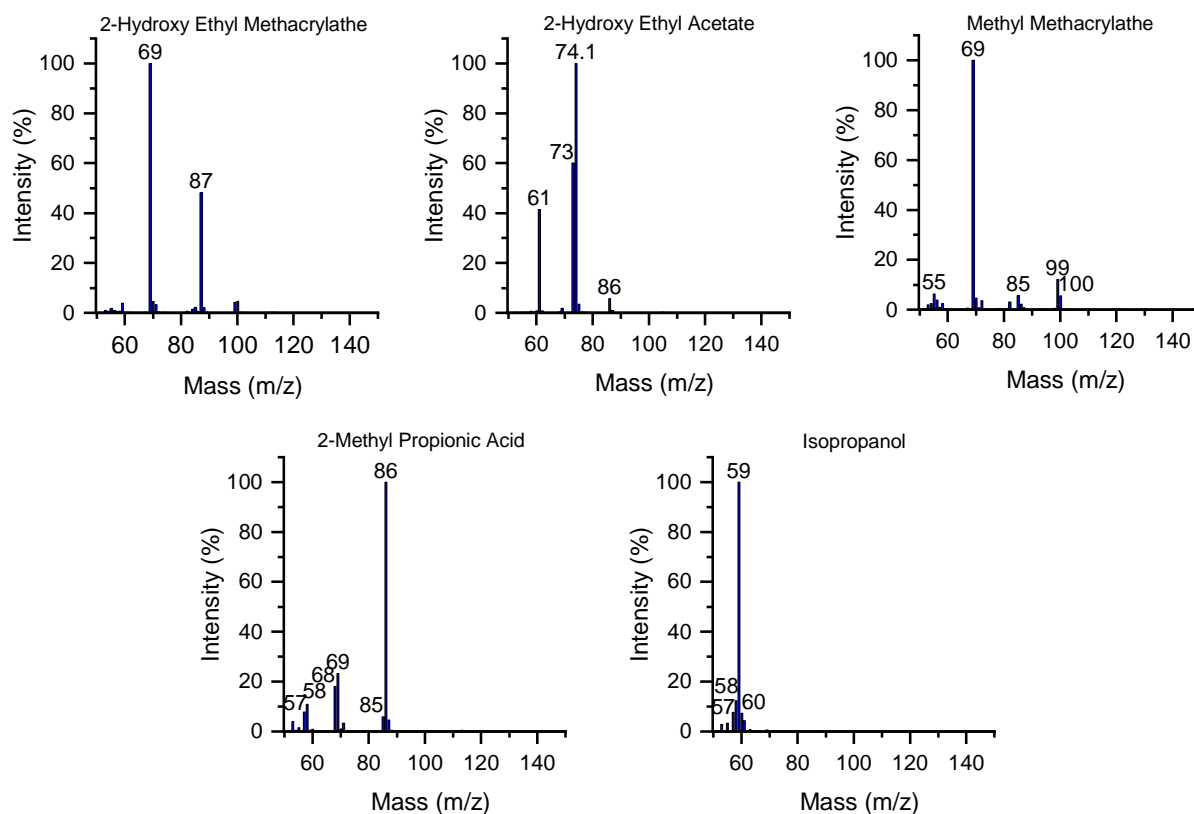 2-Hydroxy Ethyl Methacrylathe
69
87
100
80
60
40
20
0
Intensity (%)
60 80 100 120 140
Mass (m/z)
2-Hydroxy Ethyl Acetate
74.1
73
61
86
100
80
60
40
20
0
Intensity (%)
60 80 100 120 140
Mass (m/z)
Methyl Methacrylathe
69
55
85
99
100
100
80
60
40
20
0
Intensity (%)
60 80 100 120 140
Mass (m/z)
2-Methyl Propionic Acid
86
57
58
68
69
85
100
80
60
40
20
0
Intensity (%)
60 80 100 120 140
Mass (m/z)
Isopropanol
59
58
57
60
100
80
60
40
20
0
Intensity (%)
60 80 100 120 140
Mass (m/z)